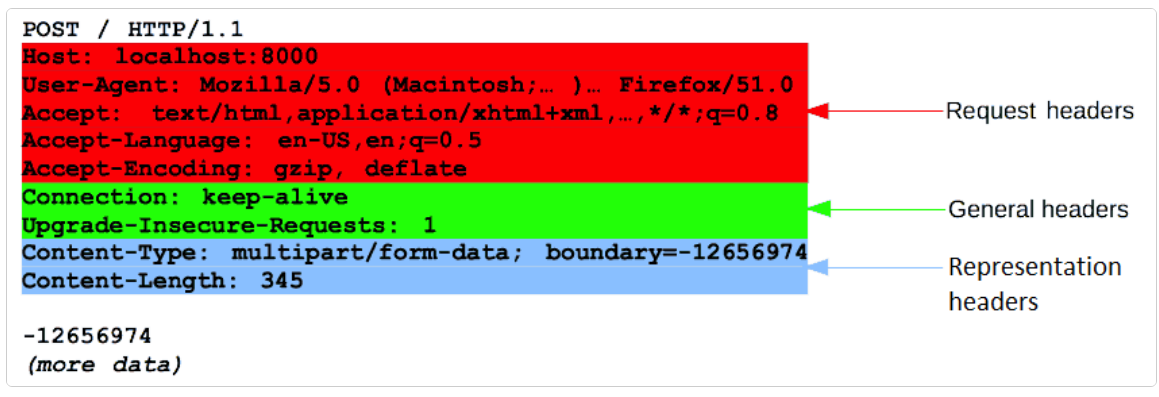 POST / HTTP/1.1
Host: localhost:8000
User-Agent: Mozilla/5.0 (Macintosh;… )… Firefox/51.0
Accept: text/html,application/xhtml+xml,…,*/*;q=0.8
Accept-Language: en-US,en;q=0.5
Accept-Encoding: gzip, deflate
Connection: keep-alive
Upgrade-Insecure-Requests: 1
Content-Type: multipart/form-data; boundary=-12656974
Content-Length: 345
-12656974
(more data)
Request headers
General headers
Representation
headers